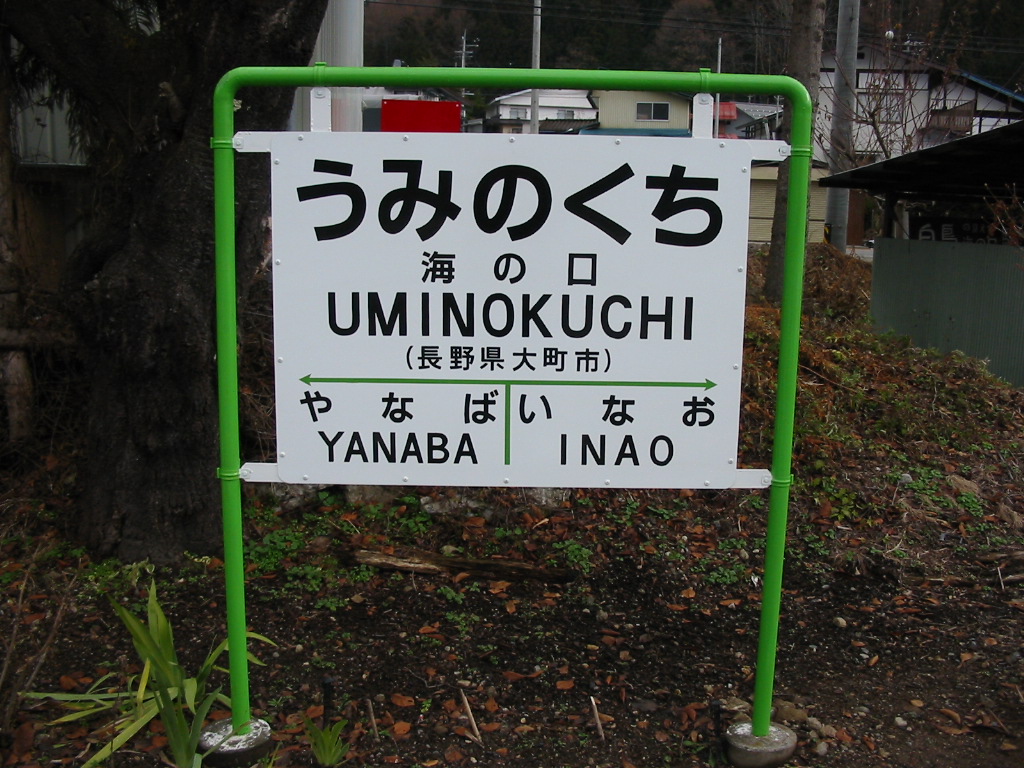 うみのくち
海の口
UMINOKUCHI
(長野県大町市)
やなば いなお
YANABA INAO